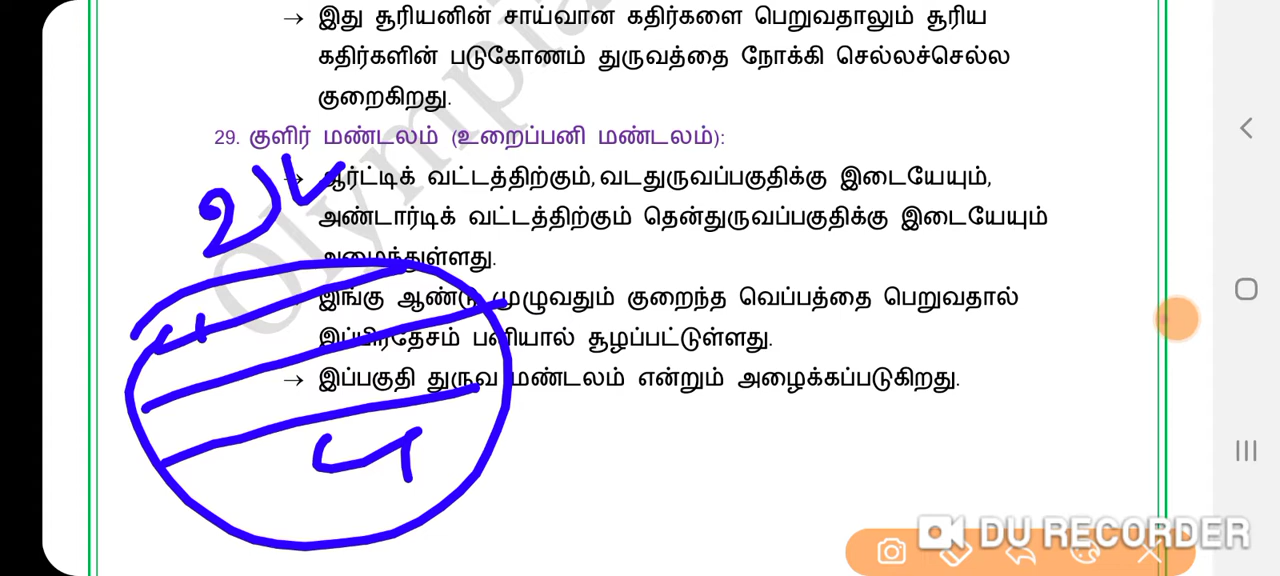 → இது சூரியனின் சாய்வான கதிர்களை பெறுவதாலும் சூரிய
கதிர்களின் படுகோணம் துருவத்தை நோக்கி செல்லச்செல்ல
குறைகிறது.
29. குளிர் மண்டலம் (உறைப்பனி மண்டலம்):
→ ஆர்ட்டிக் வட்டத்திற்கும், வடதுருவப்பகுதிக்கு இடையேயும்,
அண்டார்டிக் வட்டத்திற்கும் தென்துருவப்பகுதிக்கு இடையேயும்
அமைந்துள்ளது.
இங்கு ஆண்டு முழுவதும் குறைந்த வெப்பத்தை பெறுவதால்
இப்பிரதேசம் பனியால் சூழப்பட்டுள்ளது.
→ இப்பகுதி துருவ மண்டலம் என்றும் அழைக்கப்படுகிறது.
Olympia
DU RECORDER